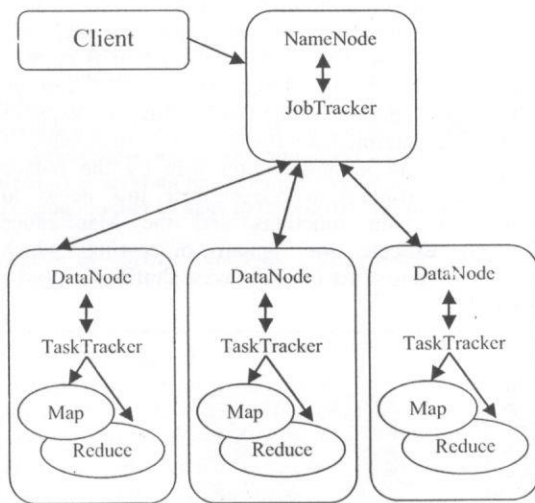 Client
NameNode
JobTracker
DataNode
TaskTracker
Map
Reduce
DataNode
TaskTracker
Map
Reduce
DataNode
TaskTracker
Map
Reduce